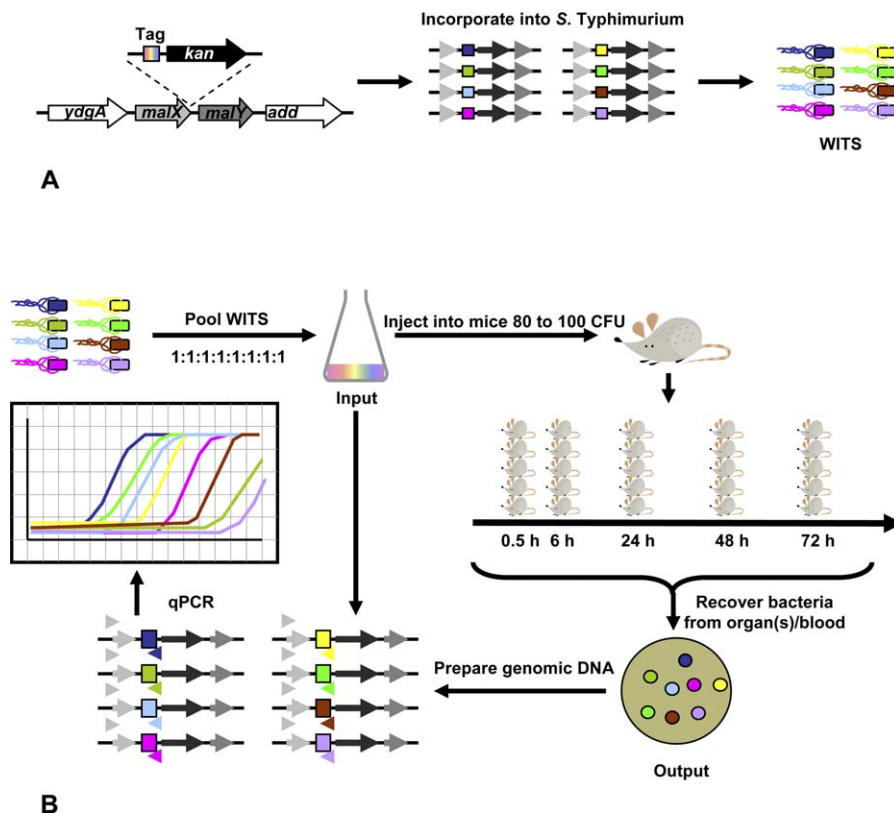 Incorporate into S. Typhimurium
Tag
kan
ydgA malX malY add
WITS
A
Pool WITS
1:1:1:1:1:1:1:1
Inject into mice 80 to 100 CFU
Input
0.5 h 6 h 24 h 48 h 72 h
qPCR
Recover bacteria
from organ(s)/blood
Prepare genomic DNA
Output
B